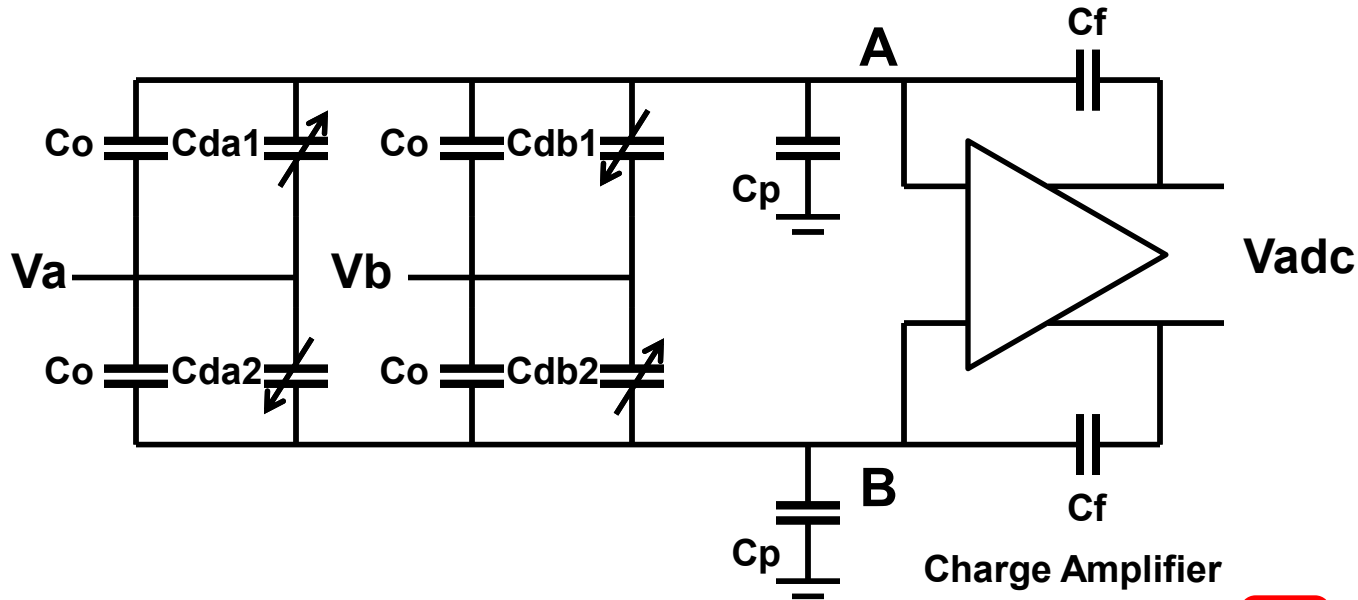 Cf
A
Co Cda1 Co Cdb1
Cp
Va Vb Vadc
Co Cda2 Co Cdb2
B
Cf
Cp
Charge Amplifier